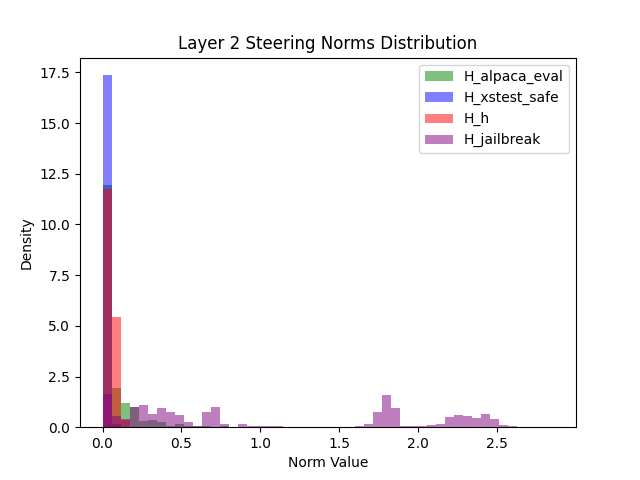 Layer 2 Steering Norms Distribution
H_alpaca_eval
H_xstest_safe
H_h
H_jailbreak
17.5
15.0
12.5
10.0
7.5
5.0
2.5
0.0
Density
0.0 0.5 1.0 1.5 2.0 2.5
Norm Value